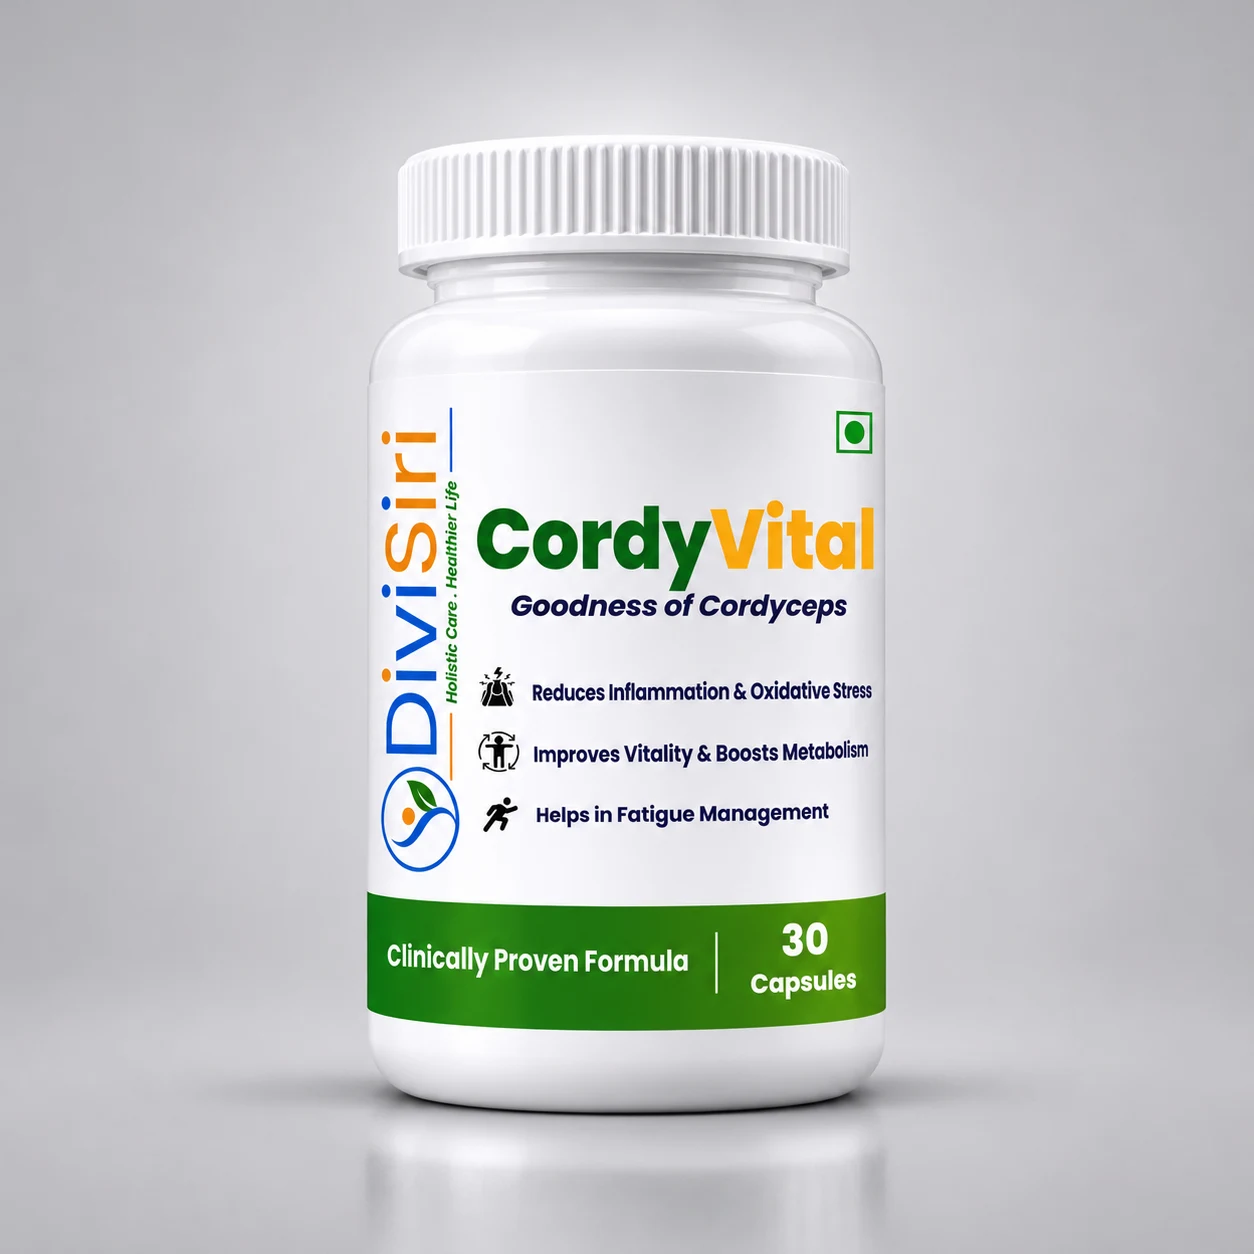 DiviSiri
Holistic Care . Healthier Life
CordyVital
Goodness of Cordyceps
Reduces Inflammation & Oxidative Stress
Improves Vitality & Boosts Metabolism
Helps in Fatigue Management
Clinically Proven Formula
30
Capsules